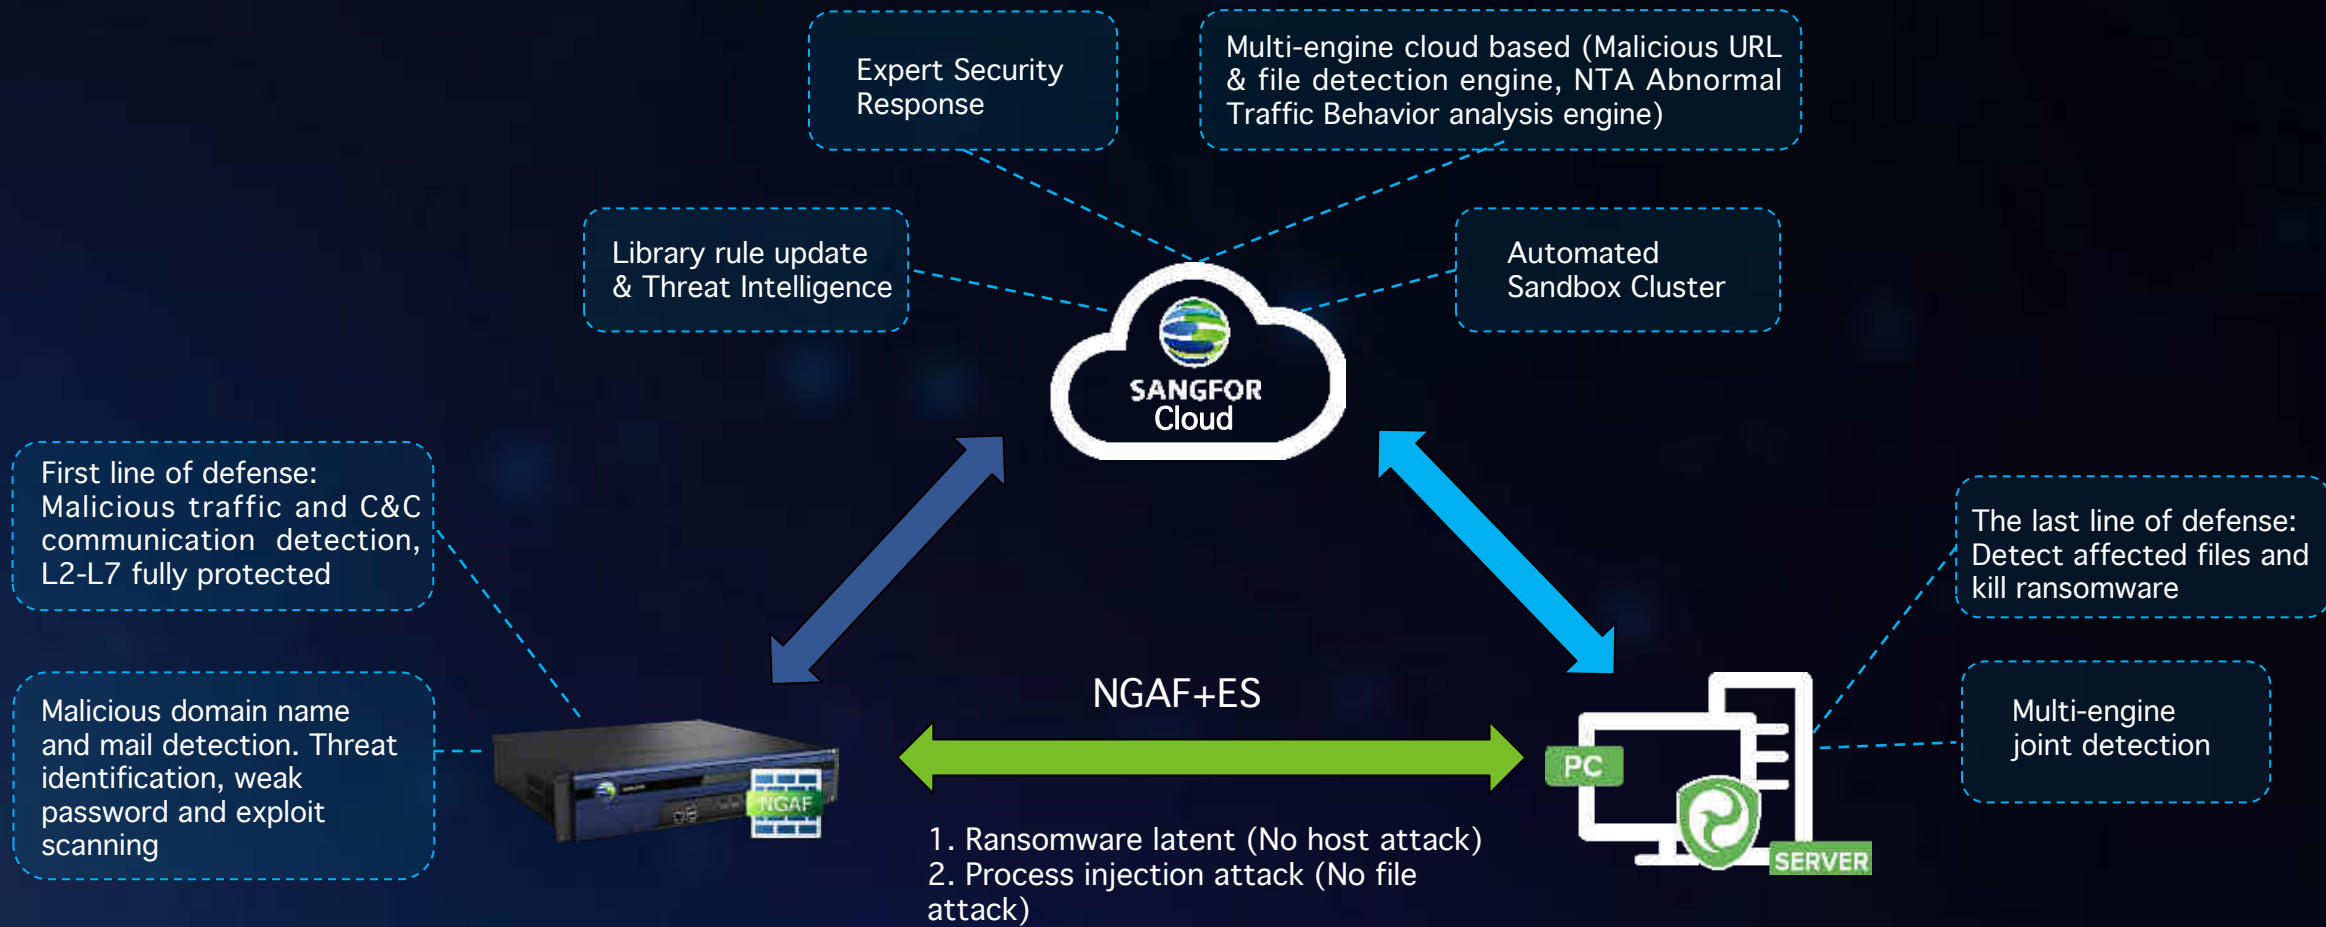 Expert Security
Response
Multi-engine cloud based (Malicious URL
& file detection engine, NTA Abnormal
Traffic Behavior analysis engine)
Library rule update
& Threat Intelligence
Automated
Sandbox Cluster
SANGFOR
Cloud
First line of defense:
Malicious traffic and C&C
communication detection,
L2-L7 fully protected
The last line of defense:
Detect affected files and
kill ransomware
Malicious domain name
and mail detection. Threat
identification, weak
password and exploit
scanning
NGAF
NGAF+ES
1. Ransomware latent (No host attack)
2. Process injection attack (No file
attack)
PC
SERVER
Multi-engine
joint detection